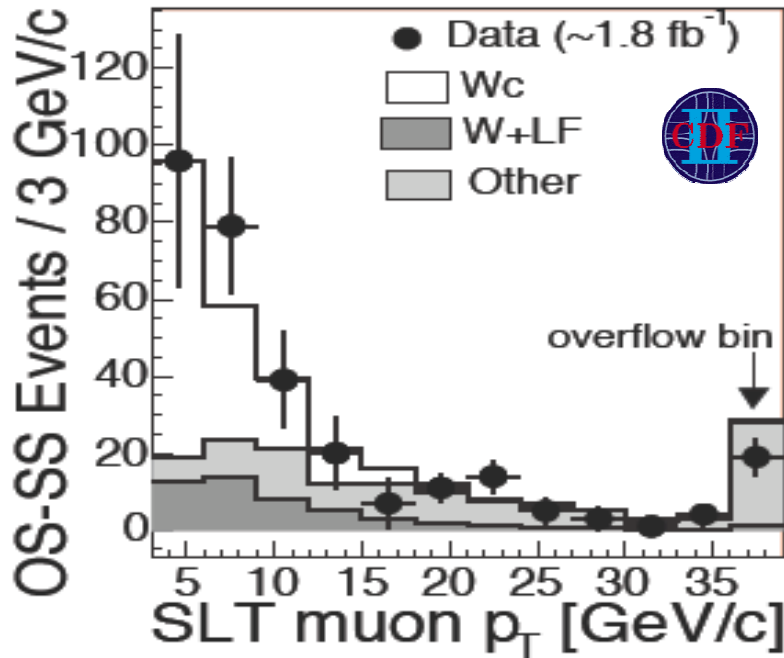 OS-SS Events / 3 GeV/c
120
100
80
60
40
20
0
Data (~1.8 fb⁻¹)
Wc
W+LF
Other
CDF
II
overflow bin
5 10 15 20 25 30 35
SLT muon p_T [GeV/c]